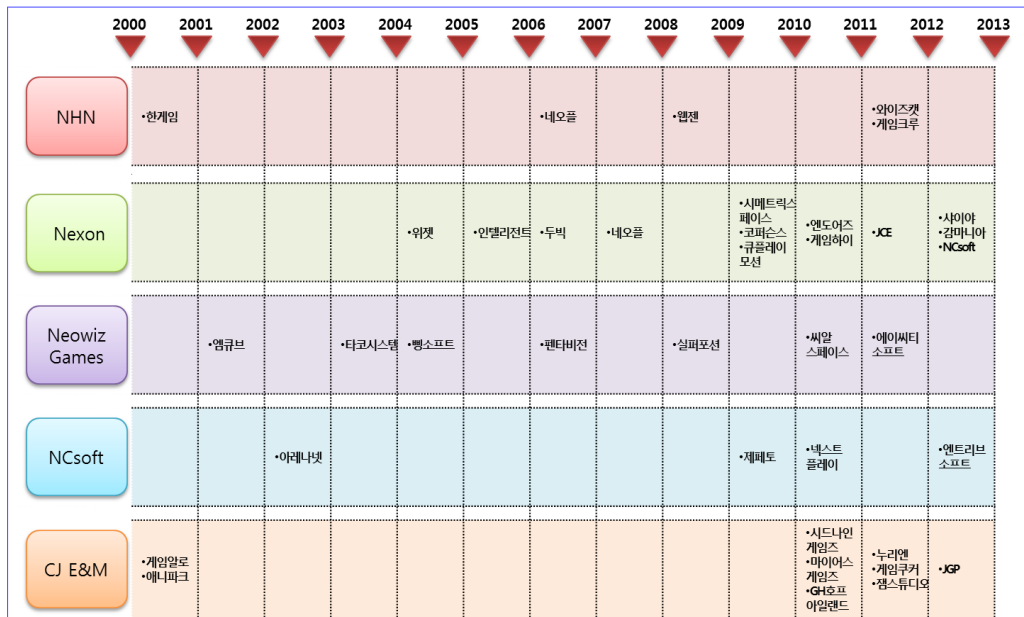 2000 2001 2002 2003 2004 2005 2006 2007 2008 2009 2010 2011 2012 2013
NHN
•한게임
•네오플
•웹젠
•와이즈캣
•게임크루
Nexon
•위젯
•인텔리전트
•두빅
•네오플
•시메트릭스
페이스
•코퍼슨스
•큐플레이
모션
•엔도어즈
•게임하이
•JCE
•샤이야
•감마니아
•NCsoft
Neowiz
Games
•엠큐브
•타코시스템
•삥소프트
•펜타비전
•실퍼포션
•씨알
스페이스
•에이씨티
소프트
NCsoft
•아레나넷
•제페토
•넥스트
플레이
•엔트리브
소프트
CJ E&M
•게임알로
•애니파크
•시드나인
게임즈
•마이어스
게임즈
•GH호프
아일랜드
•누리엔
•게임쿠커
•잼스튜디오
•JGP